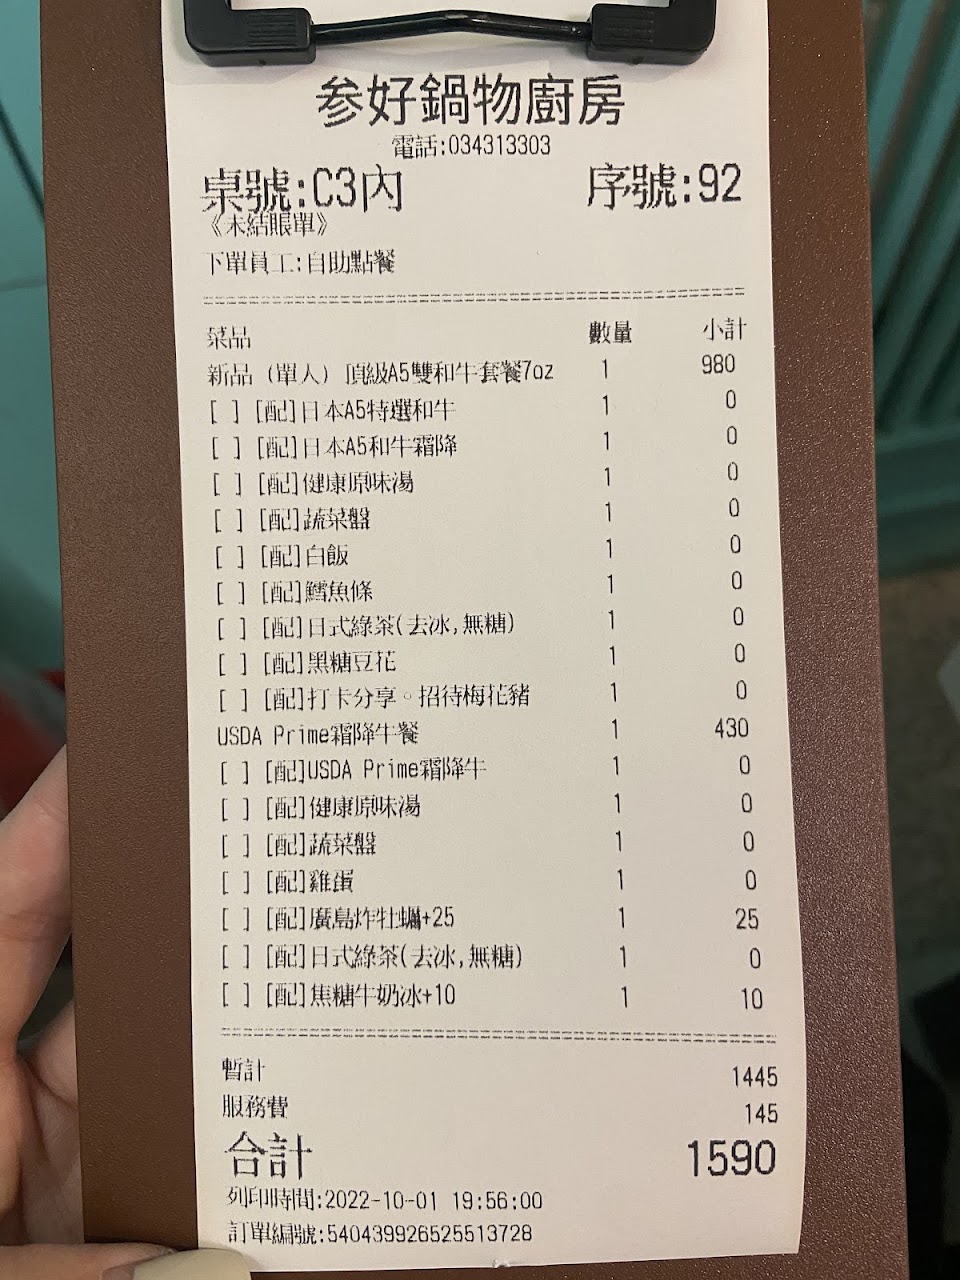 参好鍋物廚房
電話:034313303
桌號:C3內 序號:92
《未結賬單》
下單員工:自助點餐
菜品 數量 小計
新品（單人）頂級A5雙和牛套餐7oz 1 980
[ ] [配]日本A5特選和牛 1 0
[ ] [配]日本A5和牛霜降 1 0
[ ] [配]健康原味湯 1 0
[ ] [配]蔬菜盤 1 0
[ ] [配]白飯 1 0
[ ] [配]鱈魚條 1 0
[ ] [配]日式綠茶(去冰,無糖) 1 0
[ ] [配]黑糖豆花 1 0
[ ] [配]打卡分享。招待梅花豬 1 0
USDA Prime霜降牛餐 1 430
[ ] [配]USDA Prime霜降牛 1 0
[ ] [配]健康原味湯 1 0
[ ] [配]蔬菜盤 1 0
[ ] [配]雞蛋 1 0
[ ] [配]廣島炸牡蠣+25 1 25
[ ] [配]日式綠茶(去冰,無糖) 1 0
[ ] [配]焦糖牛奶冰+10 1 10
暫計 1445
服務費 145
合計 1590
列印時間:2022-10-01 19:56:00
訂單編號:540439926525513728